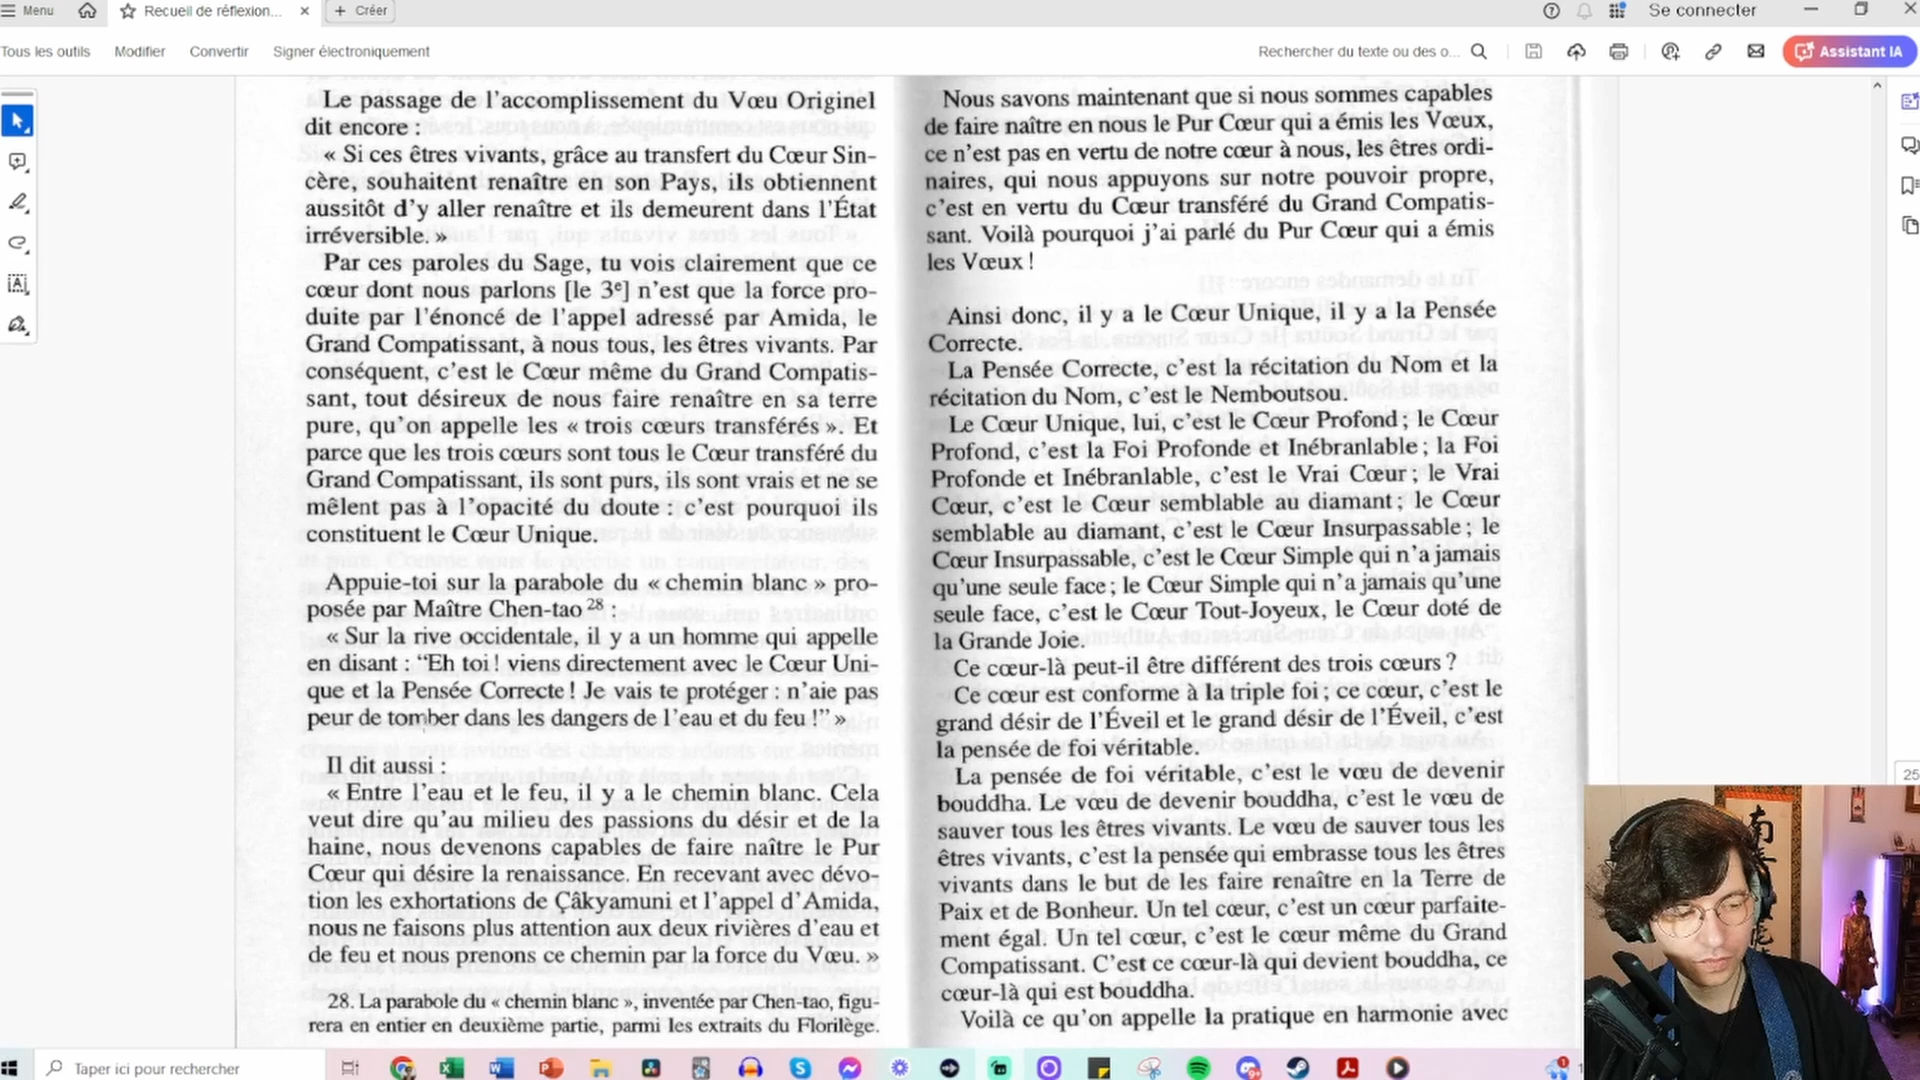 Menu
Recueil de réflexion...
Créer
Se connecter
Tous les outils
Modifier
Convertir
Signer électroniquement
Rechercher du texte ou des o...
Assistant IA
Le passage de l'accomplissement du Vœu Originel
dit encore :
« Si ces êtres vivants, grâce au transfert du Cœur Sin-
cère, souhaitent renaître en son Pays, ils obtiennent
aussitôt d'y aller renaître et ils demeurent dans l'État
irréversible. »
Par ces paroles du Sage, tu vois clairement que ce
cœur dont nous parlons [le 3e] n'est que la force pro-
duite par l'énoncé de l'appel adressé par Amida, le
Grand Compatissant, à nous tous, les êtres vivants. Par
conséquent, c'est le Cœur même du Grand Compatis-
sant, tout désireux de nous faire renaître en sa terre
pure, qu'on appelle les « trois cœurs transférés ». Et
parce que les trois cœurs sont tous le Cœur transféré du
Grand Compatissant, ils sont purs, ils sont vrais et ne se
mêlent pas à l'opacité du doute : c'est pourquoi ils
constituent le Cœur Unique.
Appuie-toi sur la parabole du « chemin blanc » pro-
posée par Maître Chen-tao 28 :
« Sur la rive occidentale, il y a un homme qui appelle
en disant : “Eh toi ! viens directement avec le Cœur Uni-
que et la Pensée Correcte ! Je vais te protéger : n'aie pas
peur de tomber dans les dangers de l'eau et du feu !” »
Il dit aussi :
« Entre l'eau et le feu, il y a le chemin blanc. Cela
veut dire qu'au milieu des passions du désir et de la
haine, nous devenons capables de faire naître le Pur
Cœur qui désire la renaissance. En recevant avec dévo-
tion les exhortations de Çâkyamuni et l'appel d'Amida,
nous ne faisons plus attention aux deux rivières d'eau et
de feu et nous prenons ce chemin par la force du Vœu. »
28. La parabole du « chemin blanc », inventée par Chen-tao, figu-
rera en entier en deuxième partie, parmi les extraits du Florilège.
Nous savons maintenant que si nous sommes capables
de faire naître en nous le Pur Cœur qui a émis les Vœux,
ce n'est pas en vertu de notre cœur à nous, les êtres ordi-
naires, qui nous appuyons sur notre pouvoir propre,
c'est en vertu du Cœur transféré du Grand Compatis-
sant. Voilà pourquoi j'ai parlé du Pur Cœur qui a émis
les Vœux !
Ainsi donc, il y a le Cœur Unique, il y a la Pensée
Correcte.
La Pensée Correcte, c'est la récitation du Nom et la
récitation du Nom, c'est le Nemboutsou.
Le Cœur Unique, lui, c'est le Cœur Profond ; le Cœur
Profond, c'est la Foi Profonde et Inébranlable ; la Foi
Profonde et Inébranlable, c'est le Vrai Cœur ; le Vrai
Cœur, c'est le Cœur semblable au diamant ; le Cœur
semblable au diamant, c'est le Cœur Insurpassable ; le
Cœur Insurpassable, c'est le Cœur Simple qui n'a jamais
qu'une seule face ; le Cœur Simple qui n'a jamais qu'une
seule face, c'est le Cœur Tout-Joyeux, le Cœur doté de
la Grande Joie.
Ce cœur-là peut-il être différent des trois cœurs ?
Ce cœur est conforme à la triple foi ; ce cœur, c'est le
grand désir de l'Éveil et le grand désir de l'Éveil, c'est
la pensée de foi véritable.
La pensée de foi véritable, c'est le vœu de devenir
bouddha. Le vœu de devenir bouddha, c'est le vœu de
sauver tous les êtres vivants. Le vœu de sauver tous les
êtres vivants, c'est la pensée qui embrasse tous les êtres
vivants dans le but de les faire renaître en la Terre de
Paix et de Bonheur. Un tel cœur, c'est un cœur parfaite-
ment égal. Un tel cœur, c'est le cœur même du Grand
Compatissant. C'est ce cœur-là qui devient bouddha, ce
cœur-là qui est bouddha.
Voilà ce qu'on appelle la pratique en harmonie avec
25
南
Taper ici pour rechercher